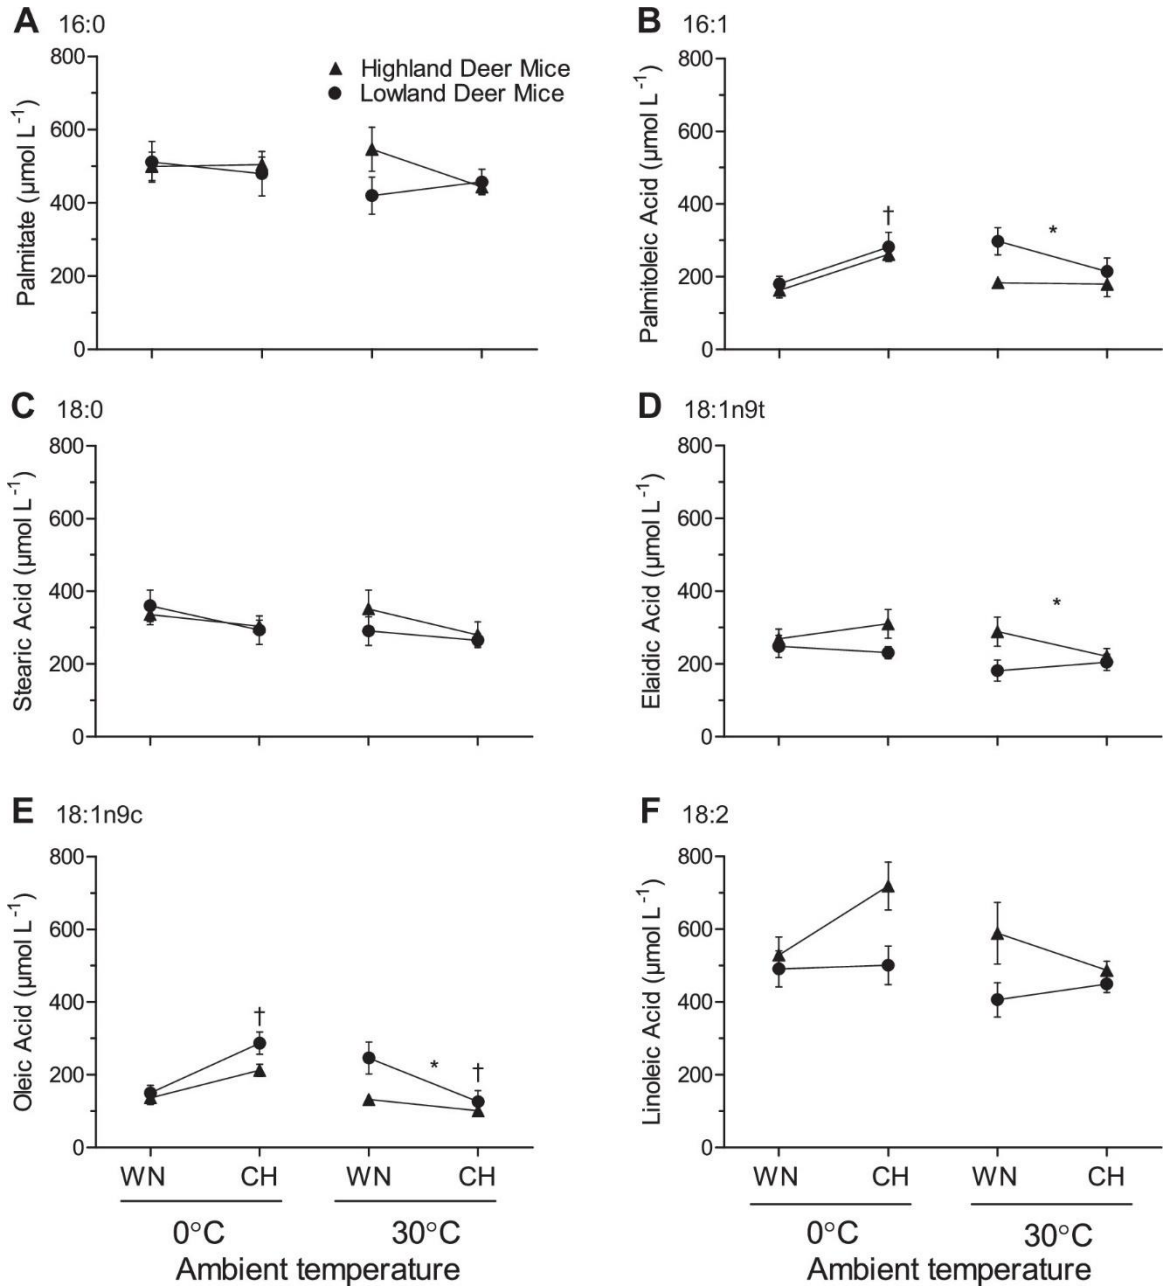 A 16:0
800
600
400
200
0
Palmitate (µmol L⁻¹)
▲ Highland Deer Mice
● Lowland Deer Mice
B 16:1
800
600
400
200
0
Palmitoleic Acid (µmol L⁻¹)
†
*
C 18:0
800
600
400
200
0
Stearic Acid (µmol L⁻¹)
D 18:1n9t
800
600
400
200
0
Elaidic Acid (µmol L⁻¹)
*
E 18:1n9c
800
600
400
200
0
Oleic Acid (µmol L⁻¹)
†
*
†
WN CH WN CH
0°C 30°C
Ambient temperature
F 18:2
800
600
400
200
0
Linoleic Acid (µmol L⁻¹)
WN CH WN CH
0°C 30°C
Ambient temperature